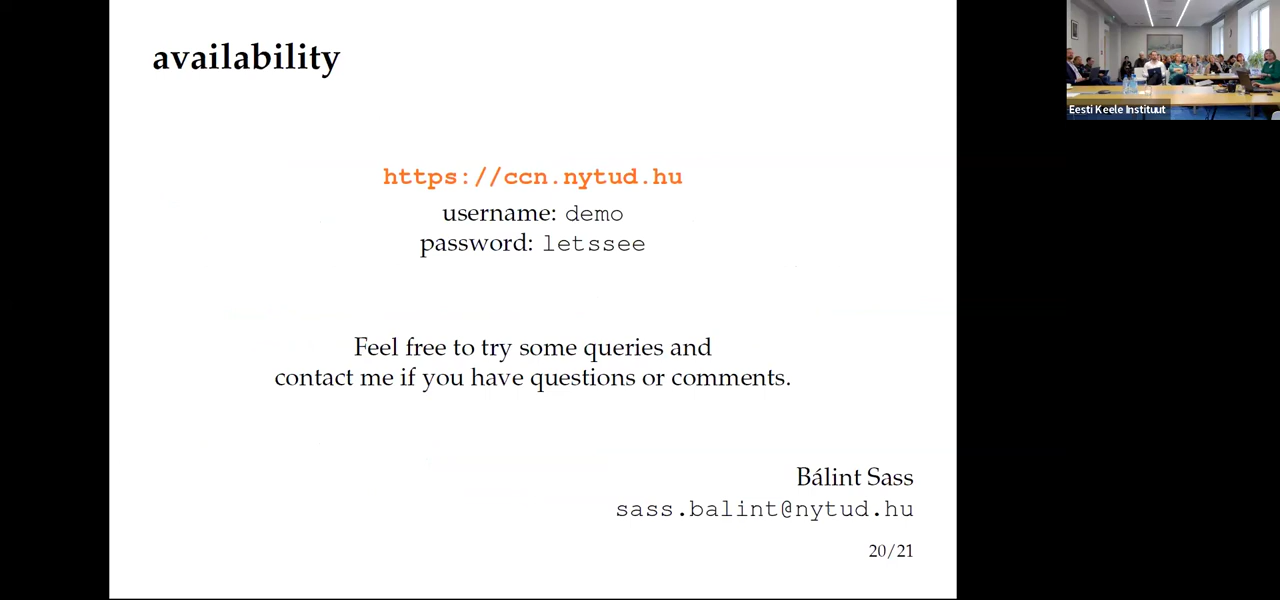 availability
https://ccn.nytud.hu
username: demo
password: letssee
Feel free to try some queries and
contact me if you have questions or comments.
Bálint Sass
sass.balint@nytud.hu
20/21
Eesti Keele Instituut